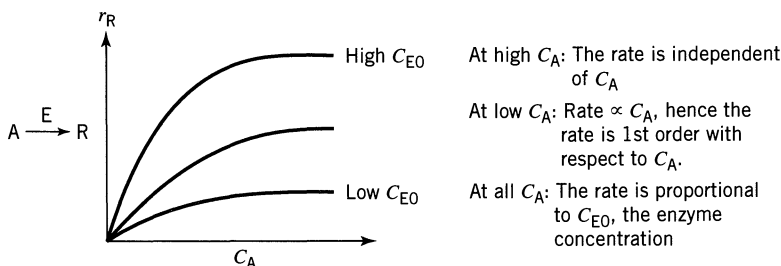 r_R
High C_E0
At high C_A: The rate is independent
of C_A
E
A → R
At low C_A: Rate ∝ C_A, hence the
rate is 1st order with
respect to C_A.
Low C_E0
At all C_A: The rate is proportional
to C_E0, the enzyme
concentration
C_A